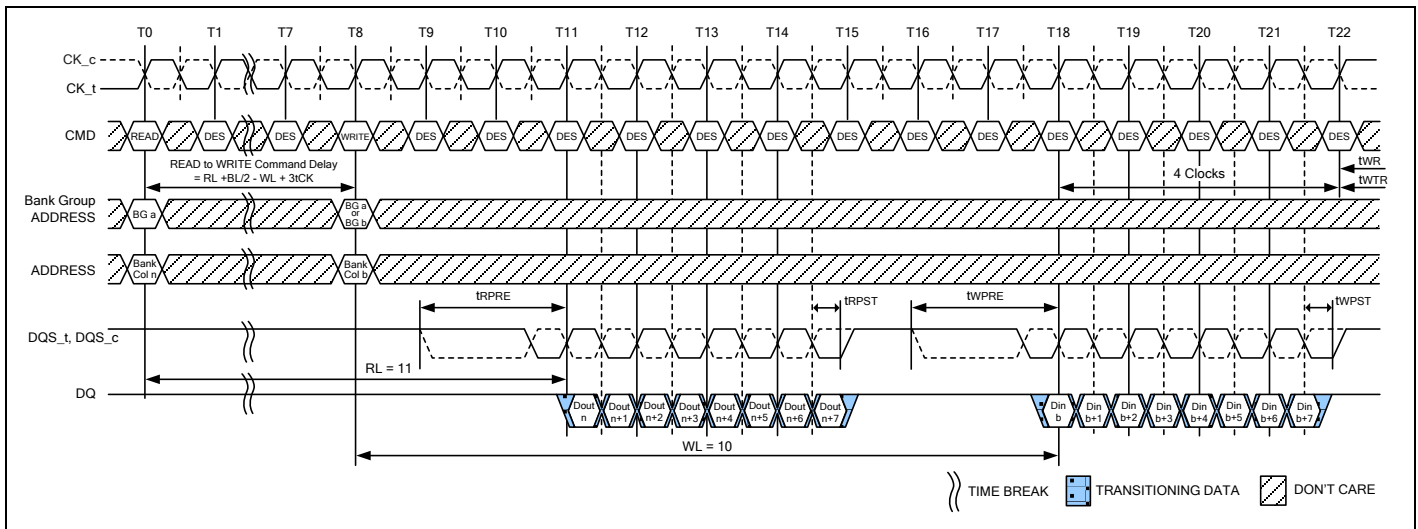 T0 T1 T7 T8 T9 T10 T11 T12 T13 T14 T15 T16 T17 T18 T19 T20 T21 T22
CK_c
CK_t
CMD READ DES DES WRITE DES DES DES DES DES DES DES DES DES DES DES DES DES DES
READ to WRITE Command Delay
= RL +BL/2 - WL + 3tCK
4 Clocks
tWR
tWTR
Bank Group
ADDRESS
BG a
BG a
or
BG b
ADDRESS
Bank
Col n
Bank
Col b
tRPRE
tRPST
tWPRE
tWPST
DQS_t, DQS_c
RL = 11
DQ
Dout
n
Dout
n+1
Dout
n+2
Dout
n+3
Dout
n+4
Dout
n+5
Dout
n+6
Dout
n+7
Din
b
Din
b+1
Din
b+2
Din
b+3
Din
b+4
Din
b+5
Din
b+6
Din
b+7
WL = 10
TIME BREAK
TRANSITIONING DATA
DON'T CARE